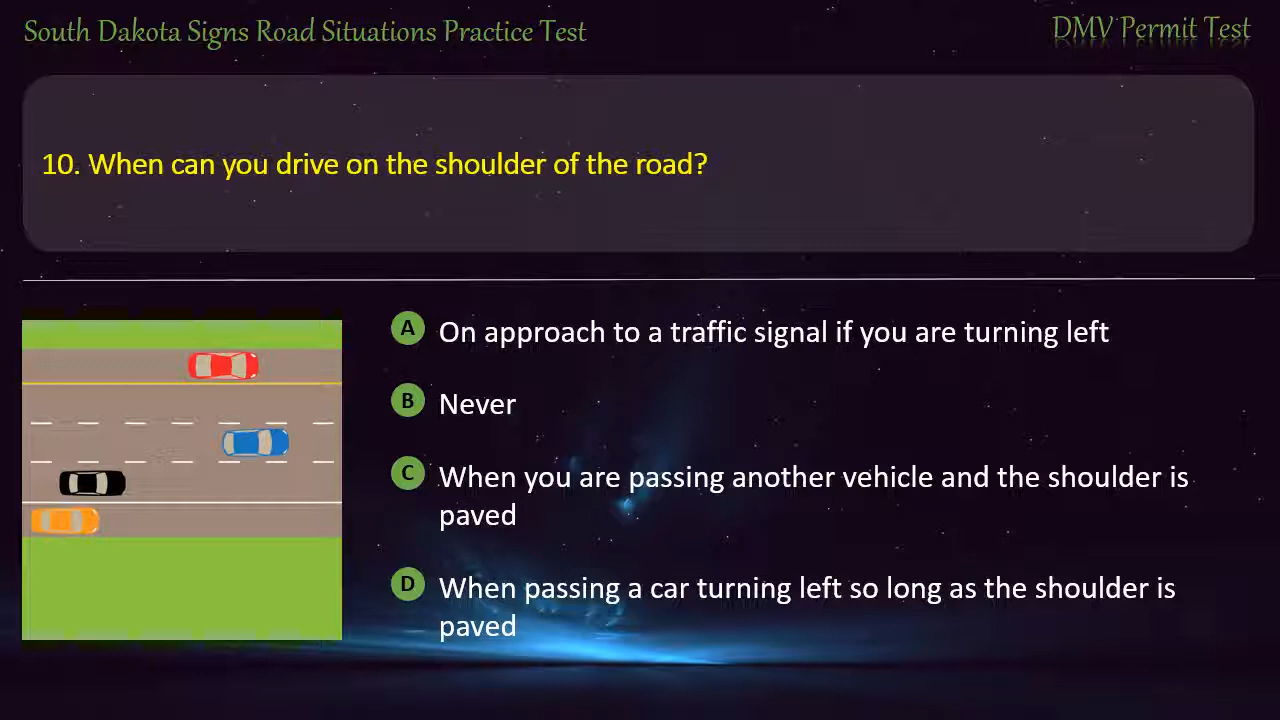 South Dakota Signs Road Situations Practice Test
DMV Permit Test
10. When can you drive on the shoulder of the road?
A On approach to a traffic signal if you are turning left
B Never
C When you are passing another vehicle and the shoulder is
paved
D When passing a car turning left so long as the shoulder is
paved